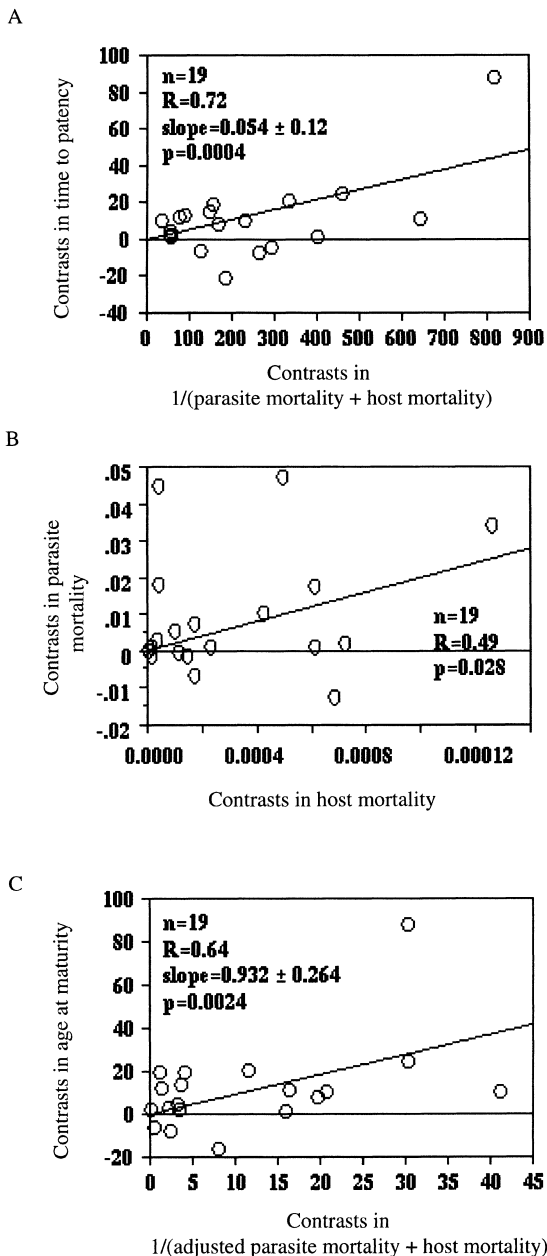 A
100
80
60
40
20
0
-20
-40
n=19
R=0.72
slope=0.054 ± 0.12
p=0.0004
Contrasts in time to patency
0 100 200 300 400 500 600 700 800 900
Contrasts in
1/(parasite mortality + host mortality)
B
.05
.04
.03
.02
.01
0
-.01
-.02
n=19
R=0.49
p=0.028
Contrasts in parasite
mortality
0.0000 0.0004 0.0008 0.00012
Contrasts in host mortality
C
100
80
60
40
20
0
-20
n=19
R=0.64
slope=0.932 ± 0.264
p=0.0024
Contrasts in age at maturity
0 5 10 15 20 25 30 35 40 45
Contrasts in
1/(adjusted parasite mortality + host mortality)